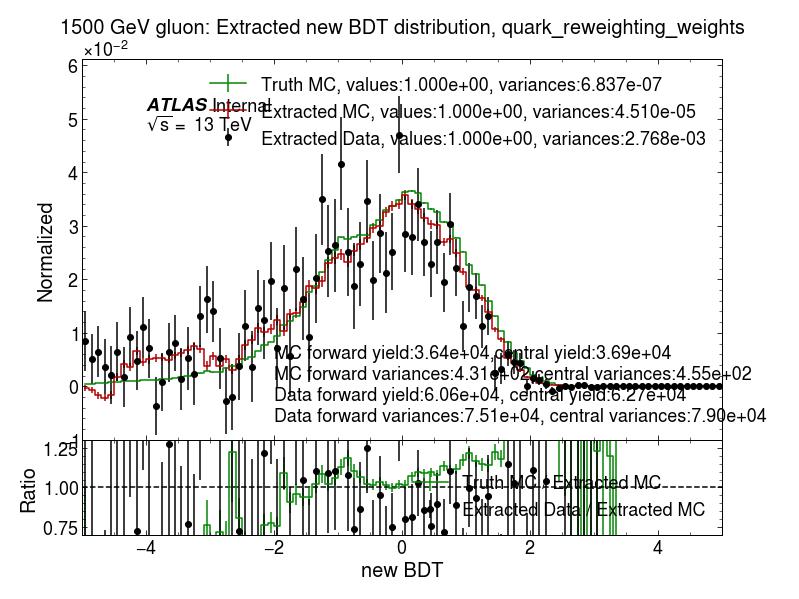 1500 GeV gluon: Extracted new BDT distribution, quark_reweighting_weights
×10⁻²
6
5
4
3
2
1
0
−1
Normalized
ATLAS Internal
√s = 13 TeV
Truth MC, values:1.000e+00, variances:6.837e-07
Extracted MC, values:1.000e+00, variances:4.510e-05
Extracted Data, values:1.000e+00, variances:2.768e-03
MC forward yield:3.64e+04,central yield:3.69e+04
MC forward variances:4.31e+02,central variances:4.55e+02
Data forward yield:6.06e+04,central yield:6.27e+04
Data forward variances:7.51e+04, central variances:7.90e+04
1.25
1.00
0.75
Ratio
Truth MC / Extracted MC
Extracted Data / Extracted MC
−4 −2 0 2 4
new BDT